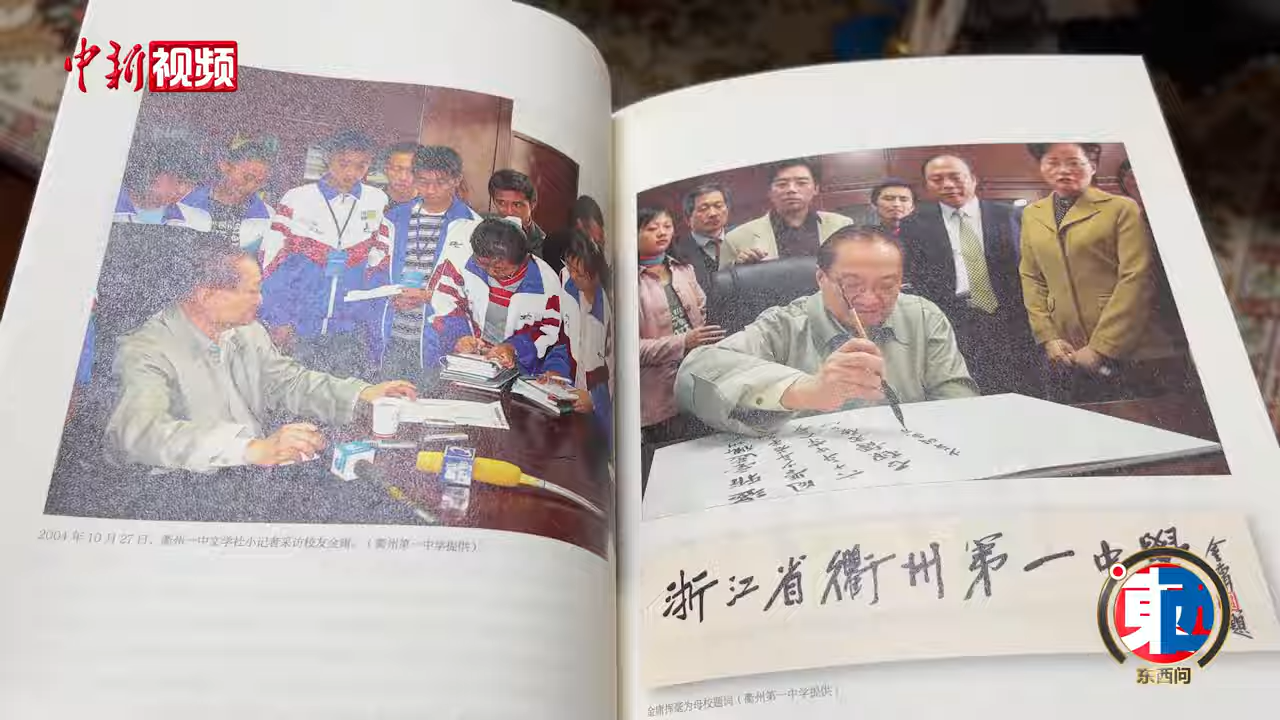 中新视频
2004年10月27日，衢州一中文学社小记者采访校友金庸。（衢州第一中学提供）
浙江省衢州第一中學
金庸
題
金庸挥毫为母校题词（衢州第一中学提供）
东西问